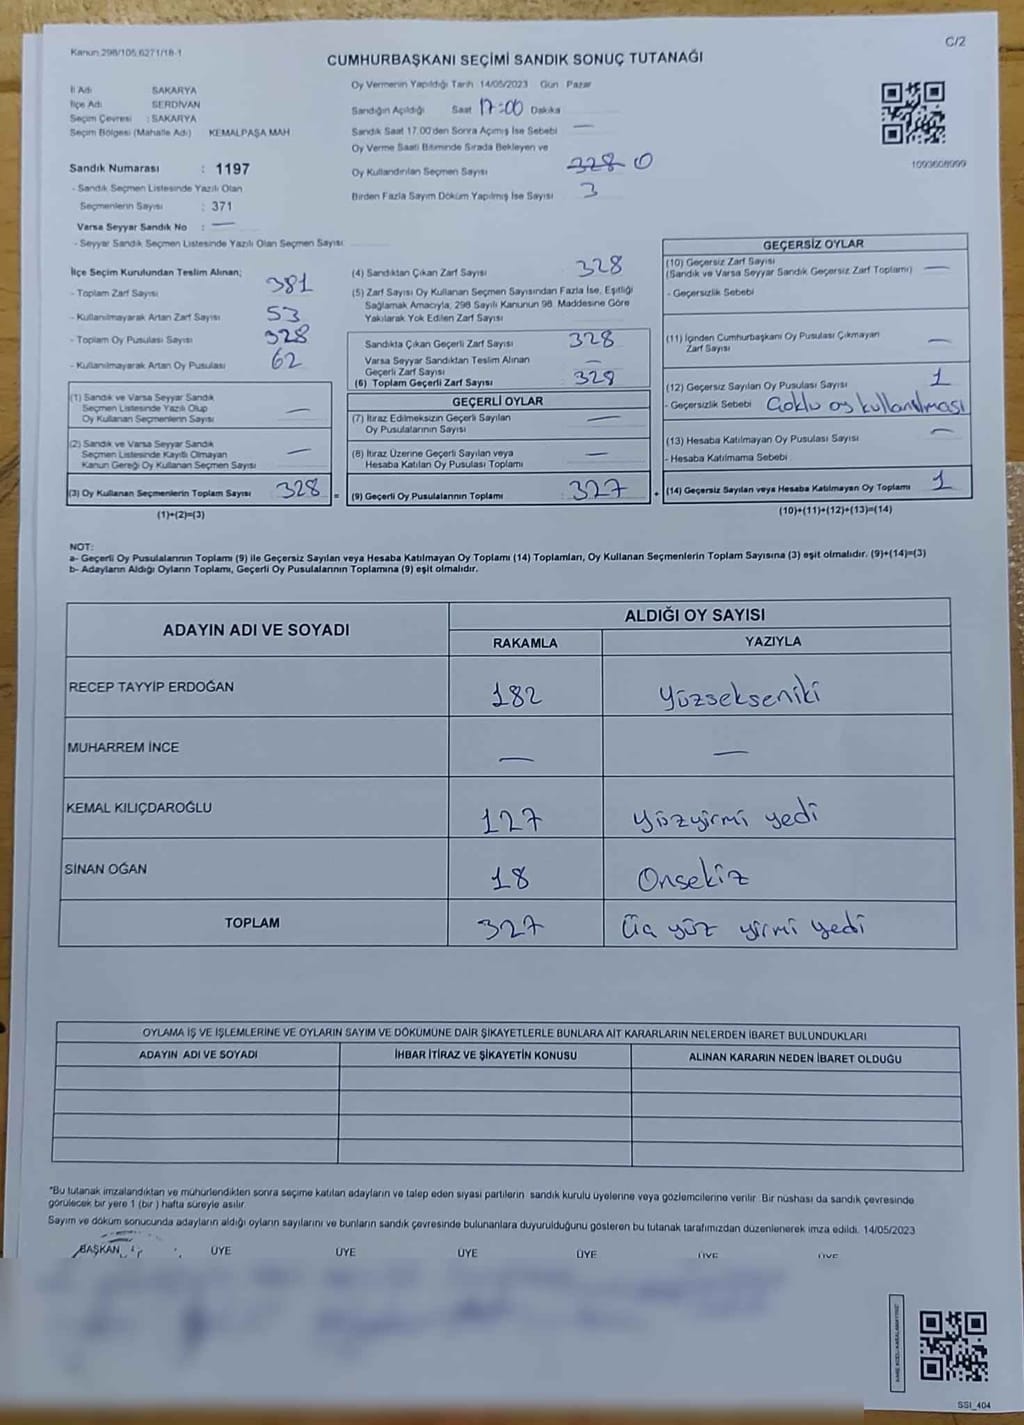 Kanun 298/105,6271/18-1
C/2
CUMHURBAŞKANI SEÇİMİ SANDIK SONUÇ TUTANAĞI
İl Adı SAKARYA
İlçe Adı SERDİVAN
Seçim Çevresi : SAKARYA
Seçim Bölgesi (Mahalle Adı) KEMALPAŞA MAH
Sandık Numarası : 1197
- Sandık Seçmen Listesinde Yazılı Olan
Seçmenlerin Sayısı : 371
Varsa Seyyar Sandık No : —
- Seyyar Sandık Seçmen Listesinde Yazılı Olan Seçmen Sayısı
Oy Vermenin Yapıldığı Tarih 14/05/2023 Gün Pazar
Sandığın Açıldığı Saat 17:00 Dakika
Sandık Saat 17.00'den Sonra Açımış İse Sebebi —
Oy Verme Saati Bitiminde Sırada Bekleyen ve
Oy Kullandırılan Seçmen Sayısı 328 0
Birden Fazla Sayım Döküm Yapılmış İse Sayısı 3
1093608999
İlçe Seçim Kurulundan Teslim Alınan;
- Toplam Zarf Sayısı 381
- Kullanılmayarak Artan Zarf Sayısı 53
- Toplam Oy Pusulası Sayısı 328
- Kullanılmayarak Artan Oy Pusulası 62
(1) Sandık ve Varsa Seyyar Sandık
Seçmen Listesinde Yazılı Olup
Oy Kullanan Seçmenlerin Sayısı —
(2) Sandık ve Varsa Seyyar Sandık
Seçmen Listesinde Kayıtlı Olmayan
Kanun Gereği Oy Kullanan Seçmen Sayısı —
(3) Oy Kullanan Seçmenlerin Toplam Sayısı 328 =
(1)+(2)=(3)
(4) Sandıktan Çıkan Zarf Sayısı 328
(5) Zarf Sayısı Oy Kullanan Seçmen Sayısından Fazla İse, Eşitliği
Sağlamak Amacıyla, 298 Sayılı Kanunun 98. Maddesine Göre
Yakılarak Yok Edilen Zarf Sayısı
Sandıkta Çıkan Geçerli Zarf Sayısı 328
Varsa Seyyar Sandıktan Teslim Alınan
Geçerli Zarf Sayısı —
(6) Toplam Geçerli Zarf Sayısı 328
GEÇERLİ OYLAR
(7) İtiraz Edilmeksizin Geçerli Sayılan
Oy Pusulalarının Sayısı —
(8) İtiraz Üzerine Geçerli Sayılan veya
Hesaba Katılan Oy Pusulası Toplamı —
(9) Geçerli Oy Pusulalarının Toplamı 327 +
GEÇERSİZ OYLAR
(10) Geçersiz Zarf Sayısı
(Sandık ve Varsa Seyyar Sandık Geçersiz Zarf Toplamı) —
- Geçersizlik Sebebi
(11) İçinden Cumhurbaşkanı Oy Pusulası Çıkmayan
Zarf Sayısı —
(12) Geçersiz Sayılan Oy Pusulası Sayısı 1
- Geçersizlik Sebebi Çoklu oy kullanılması
(13) Hesaba Katılmayan Oy Pusulası Sayısı —
- Hesaba Katılmama Sebebi
(14) Geçersiz Sayılan veya Hesaba Katılmayan Oy Toplamı 1
(10)+(11)+(12)+(13)=(14)
NOT:
a- Geçerli Oy Pusulalarının Toplamı (9) ile Geçersiz Sayılan veya Hesaba Katılmayan Oy Toplamı (14) Toplamları, Oy Kullanan Seçmenlerin Toplam Sayısına (3) eşit olmalıdır. (9)+(14)=(3)
b- Adayların Aldığı Oyların Toplamı, Geçerli Oy Pusulalarının Toplamına (9) eşit olmalıdır.
ADAYIN ADI VE SOYADI
ALDIĞI OY SAYISI
RAKAMLA YAZIYLA
RECEP TAYYİP ERDOĞAN 182 Yüzsekseniki
MUHARREM İNCE — —
KEMAL KILIÇDAROĞLU 127 Yüzyirmi yedi
SİNAN OĞAN 18 Onsekiz
TOPLAM 327 Üç yüz yirmi yedi
OYLAMA İŞ VE İŞLEMLERİNE VE OYLARIN SAYIM VE DÖKÜMÜNE DAİR ŞİKAYETLERLE BUNLARA AİT KARARLARIN NELERDEN İBARET BULUNDUKLARI
ADAYIN ADI VE SOYADI İHBAR İTİRAZ VE ŞİKAYETİN KONUSU ALINAN KARARIN NEDEN İBARET OLDUĞU
*Bu tutanak imzalandıktan ve mühürlendikten sonra seçime katılan adayların ve talep eden siyasi partilerin sandık kurulu üyelerine veya gözlemcilerine verilir. Bir nüshası da sandık çevresinde
görülecek bir yere 1 (bir) hafta süreyle asılır.
Sayım ve döküm sonucunda adayların aldığı oyların sayılarını ve bunların sandık çevresinde bulunanlara duyurulduğunu gösteren bu tutanak tarafımızdan düzenlenerek imza edildi. 14/05/2023
BAŞKAN ÜYE ÜYE ÜYE ÜYE ÜYE ÜYE
SSI_404